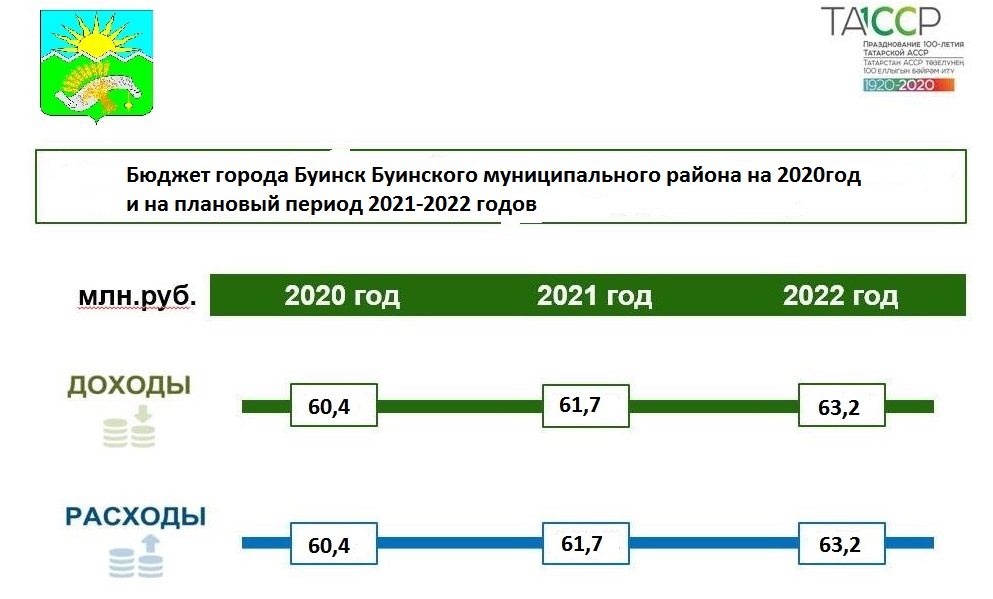 ТАССР
Празднование 100-летия
Татарской АССР
Татарстан АССР төзелүнең
100 еллыгын бәйрәм итү
1920-2020
Бюджет города Буинск Буинского муниципального района на 2020год
и на плановый период 2021-2022 годов
млн.руб. 2020 год 2021 год 2022 год
ДОХОДЫ
60,4 61,7 63,2
РАСХОДЫ
60,4 61,7 63,2